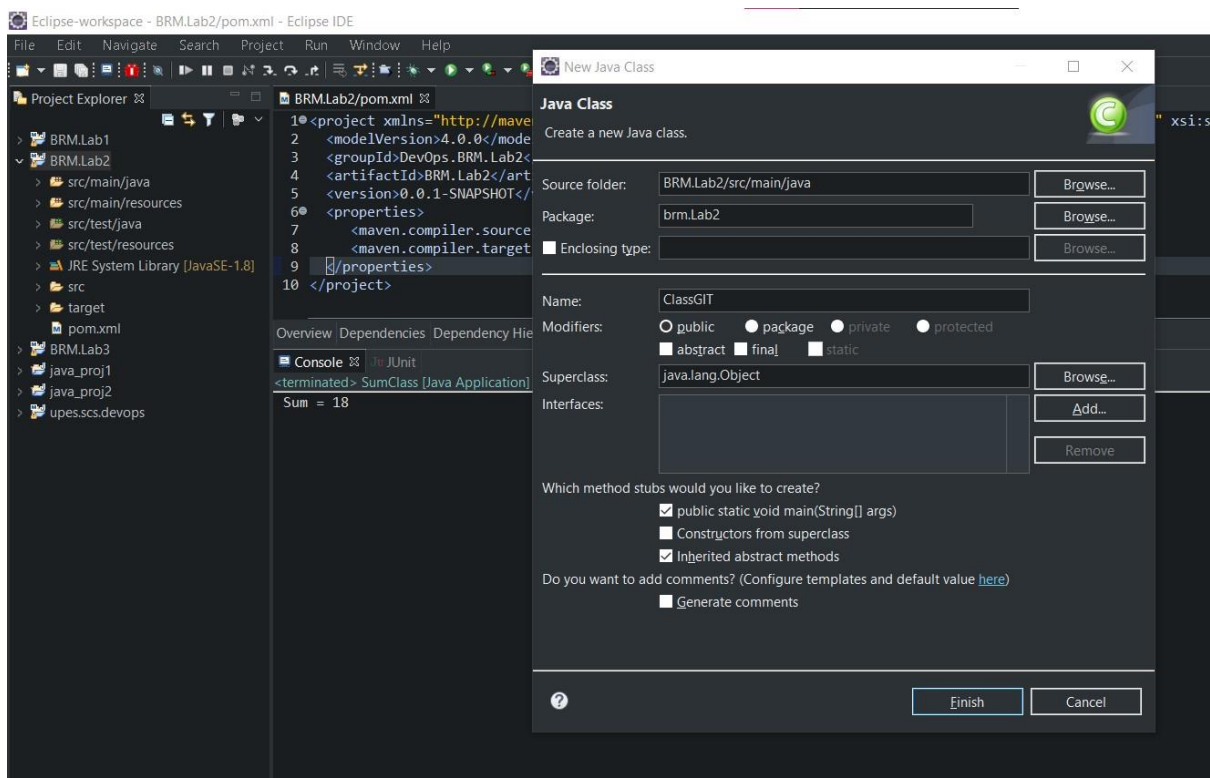 Eclipse-workspace - BRM.Lab2/pom.xml - Eclipse IDE
File Edit Navigate Search Project Run Window Help
Project Explorer
BRM.Lab1
BRM.Lab2
src/main/java
src/main/resources
src/test/java
src/test/resources
JRE System Library [JavaSE-1.8]
src
target
pom.xml
BRM.Lab3
java_proj1
java_proj2
upes.scs.devops
BRM.Lab2/pom.xml
1 <project xmlns="http://mave " xsi:s
2 <modelVersion>4.0.0</mode
3 <groupId>DevOps.BRM.Lab2<
4 <artifactId>BRM.Lab2</art
5 <version>0.0.1-SNAPSHOT</
6 <properties>
7 <maven.compiler.source
8 <maven.compiler.target
9 </properties>
10 </project>
Overview Dependencies Dependency Hie
Console JUnit
<terminated> SumClass [Java Application]
Sum = 18
New Java Class
Java Class
Create a new Java class.
Source folder: BRM.Lab2/src/main/java Browse...
Package: brm.Lab2 Browse...
Enclosing type: Browse...
Name: ClassGIT
Modifiers: public package private protected
abstract final static
Superclass: java.lang.Object Browse...
Interfaces: Add...
Remove
Which method stubs would you like to create?
public static void main(String[] args)
Constructors from superclass
Inherited abstract methods
Do you want to add comments? (Configure templates and default value here)
Generate comments
Finish Cancel